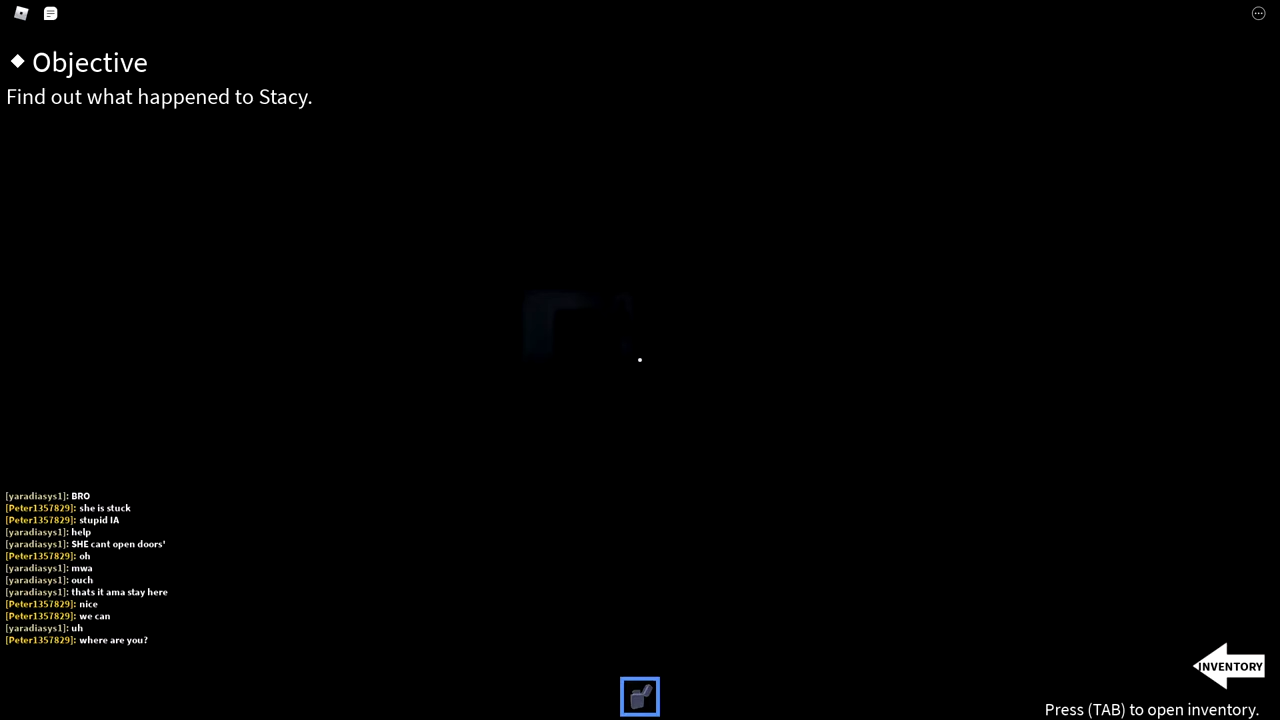 Objective
Find out what happened to Stacy.
[yaradiasys1]: BRO
[Peter1357829]: she is stuck
[Peter1357829]: stupid IA
[yaradiasys1]: help
[yaradiasys1]: SHE cant open doors'
[Peter1357829]: oh
[yaradiasys1]: mwa
[yaradiasys1]: ouch
[yaradiasys1]: thats it ama stay here
[Peter1357829]: nice
[Peter1357829]: we can
[yaradiasys1]: uh
[Peter1357829]: where are you?
INVENTORY
Press (TAB) to open inventory.